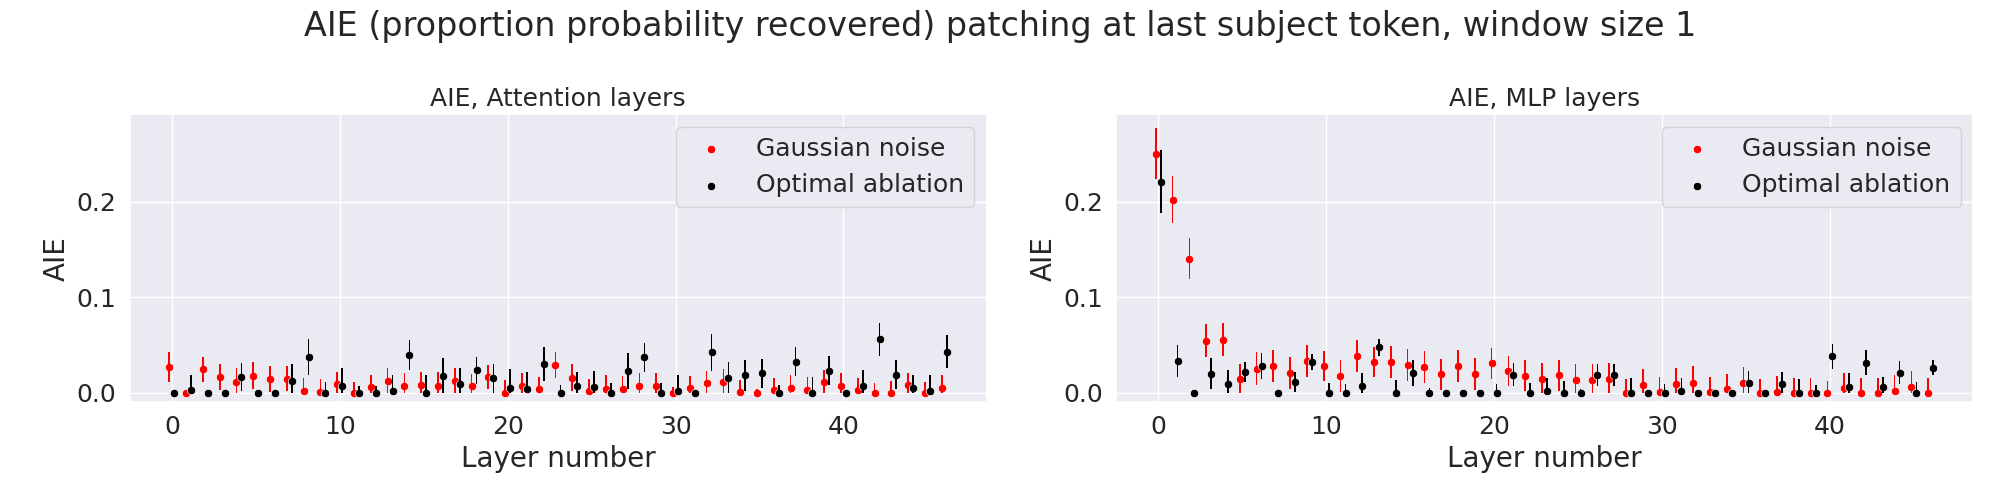 AIE (proportion probability recovered) patching at last subject token, window size 1
AIE, Attention layers
AIE
0.2
0.1
0.0
0 10 20 30 40
Layer number
Gaussian noise
Optimal ablation
AIE, MLP layers
AIE
0.2
0.1
0.0
0 10 20 30 40
Layer number
Gaussian noise
Optimal ablation